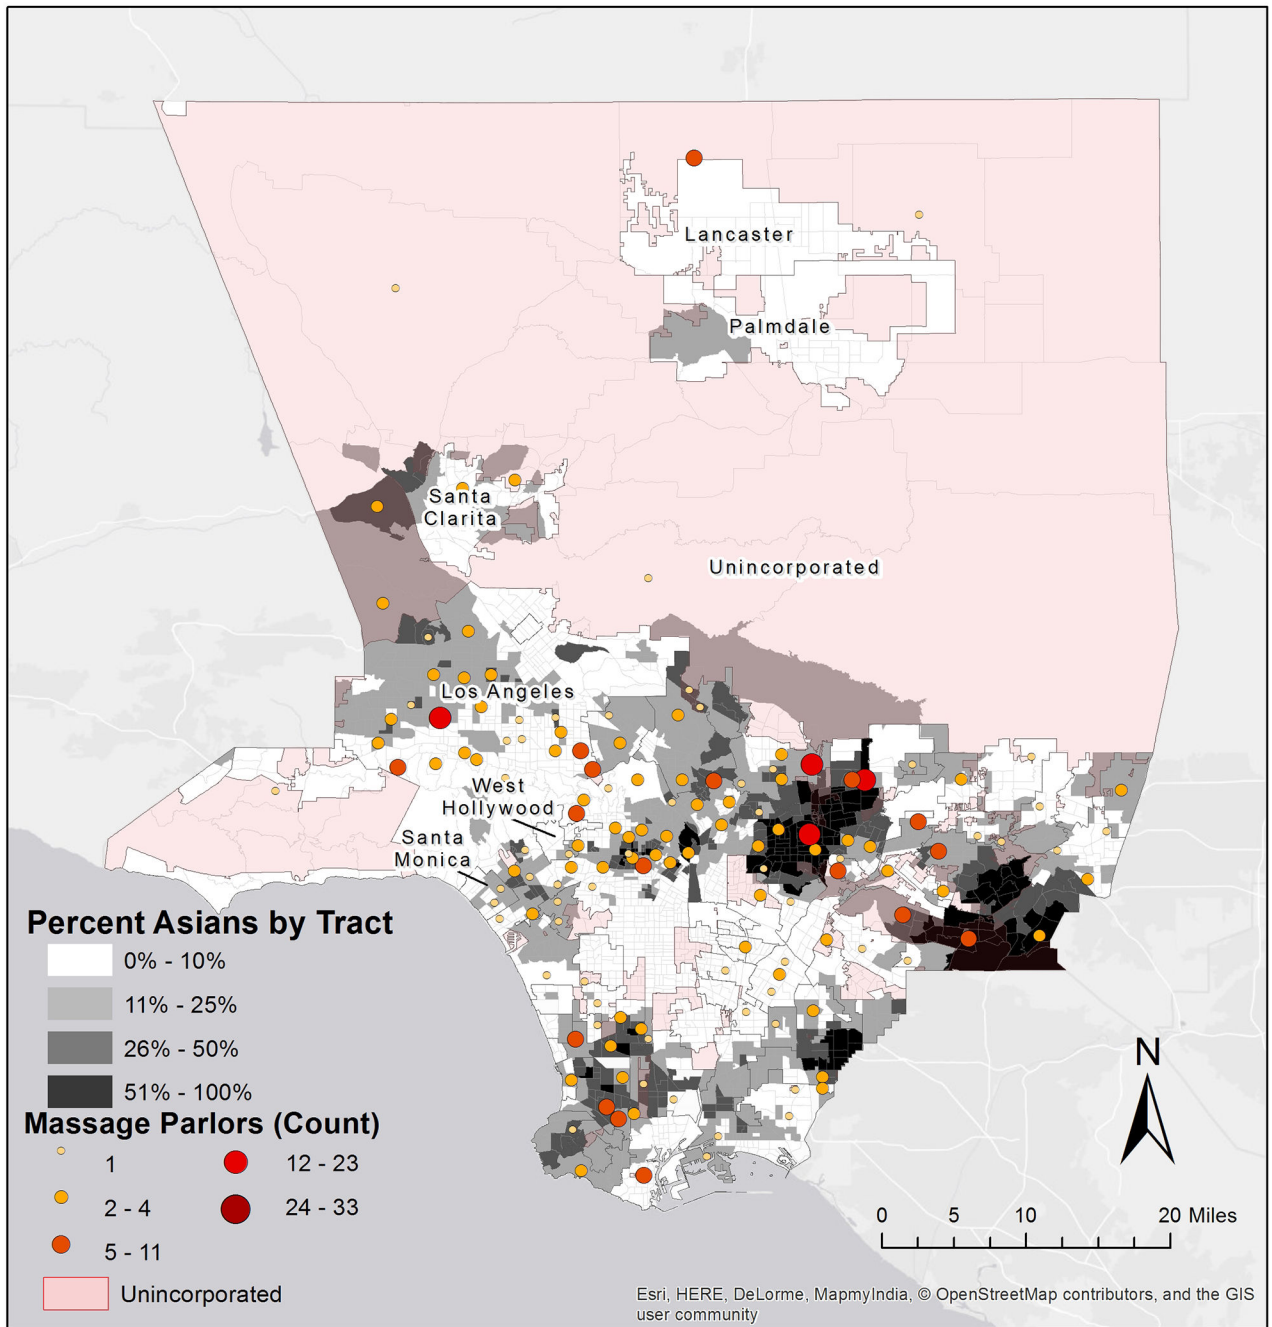 Lancaster
Palmdale
Santa
Clarita
Unincorporated
Los Angeles
West
Hollywood
Santa
Monica
Percent Asians by Tract
0% - 10%
11% - 25%
26% - 50%
51% - 100%
Massage Parlors (Count)
1
12 - 23
2 - 4
24 - 33
5 - 11
Unincorporated
N
0 5 10 20 Miles
Esri, HERE, DeLorme, MapmyIndia, © OpenStreetMap contributors, and the GIS
user community